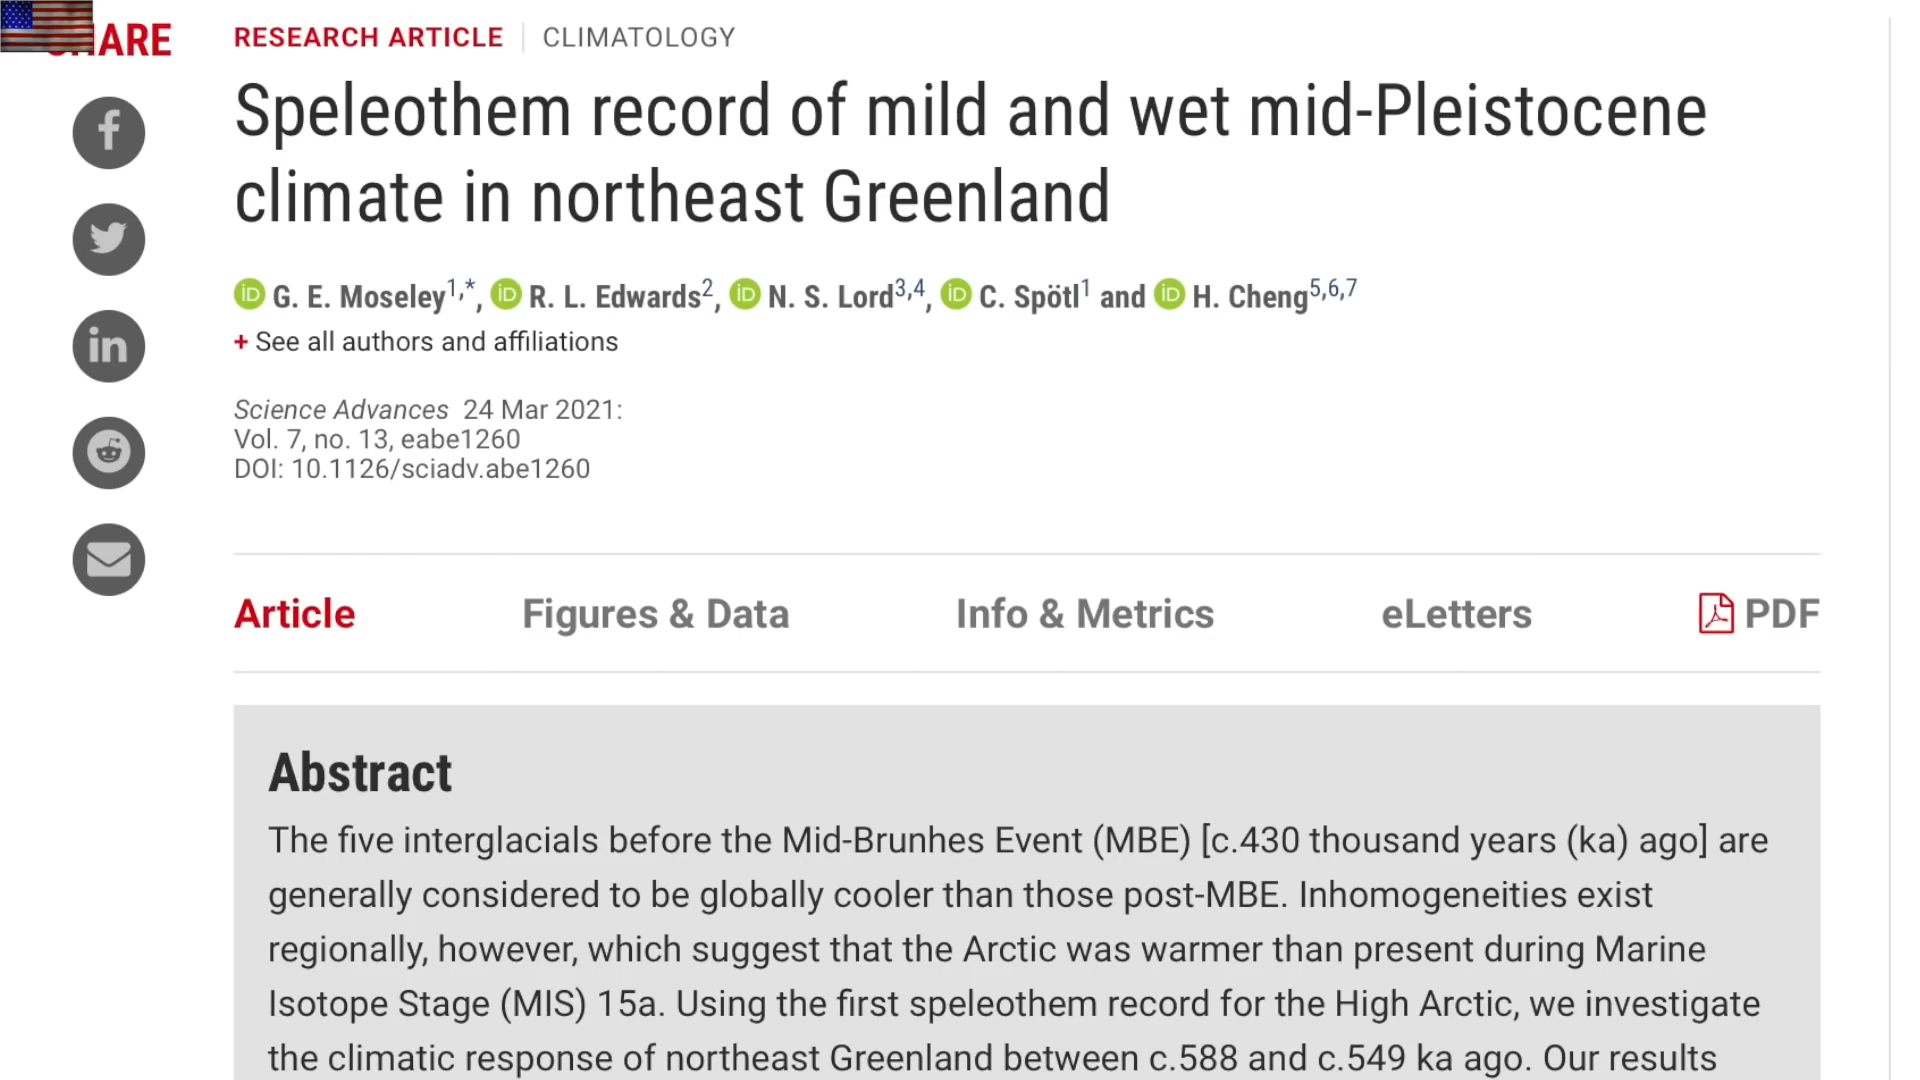 SHARE
RESEARCH ARTICLE CLIMATOLOGY
Speleothem record of mild and wet mid-Pleistocene
climate in northeast Greenland
iD G. E. Moseley1,*, iD R. L. Edwards2, iD N. S. Lord3,4, iD C. Spötl1 and iD H. Cheng5,6,7
+ See all authors and affiliations
Science Advances 24 Mar 2021:
Vol. 7, no. 13, eabe1260
DOI: 10.1126/sciadv.abe1260
Article Figures & Data Info & Metrics eLetters PDF
Abstract
The five interglacials before the Mid-Brunhes Event (MBE) [c.430 thousand years (ka) ago] are
generally considered to be globally cooler than those post-MBE. Inhomogeneities exist
regionally, however, which suggest that the Arctic was warmer than present during Marine
Isotope Stage (MIS) 15a. Using the first speleothem record for the High Arctic, we investigate
the climatic response of northeast Greenland between c.588 and c.549 ka ago. Our results